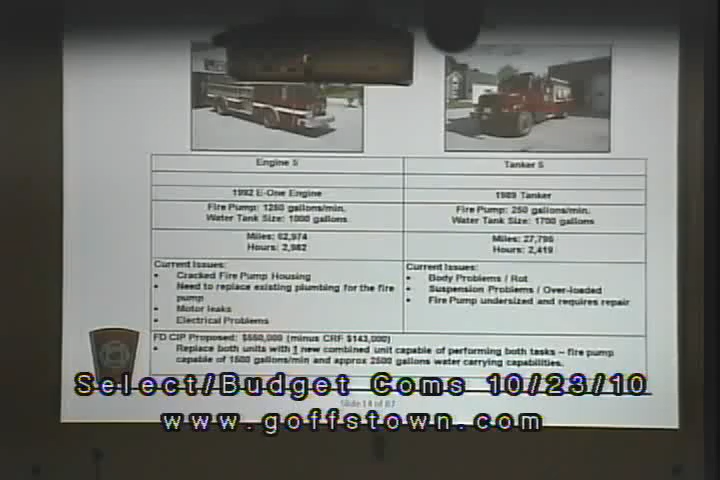 Engine 5
Tanker 5
1992 E-One Engine
1989 Tanker
Fire Pump: 1250 gallons/min.
Water Tank Size: 1000 gallons.
Fire Pump: 250 gallons/min.
Water Tank Size: 1700 gallons
Miles: 62,974
Hours: 2,982
Miles: 27,796
Hours: 2,419
Current Issues:
• Cracked Fire Pump Housing
• Need to replace existing plumbing for the fire
pump
• Motor leaks
• Electrical Problems
Current Issues:
• Body Problems / Rot
• Suspension Problems / Over-loaded
• Fire Pump undersized and requires repair
FD CIP Proposed: $550,000 (minus CRF $143,000)
• Replace both units with 1 new combined unit capable of performing both tasks – fire pump
capable of 1500 gallons/min and approx 2500 gallons water carrying capabilities.
Select/Budget Coms 10/23/10
Slide 14 of 87
www.goffstown.com